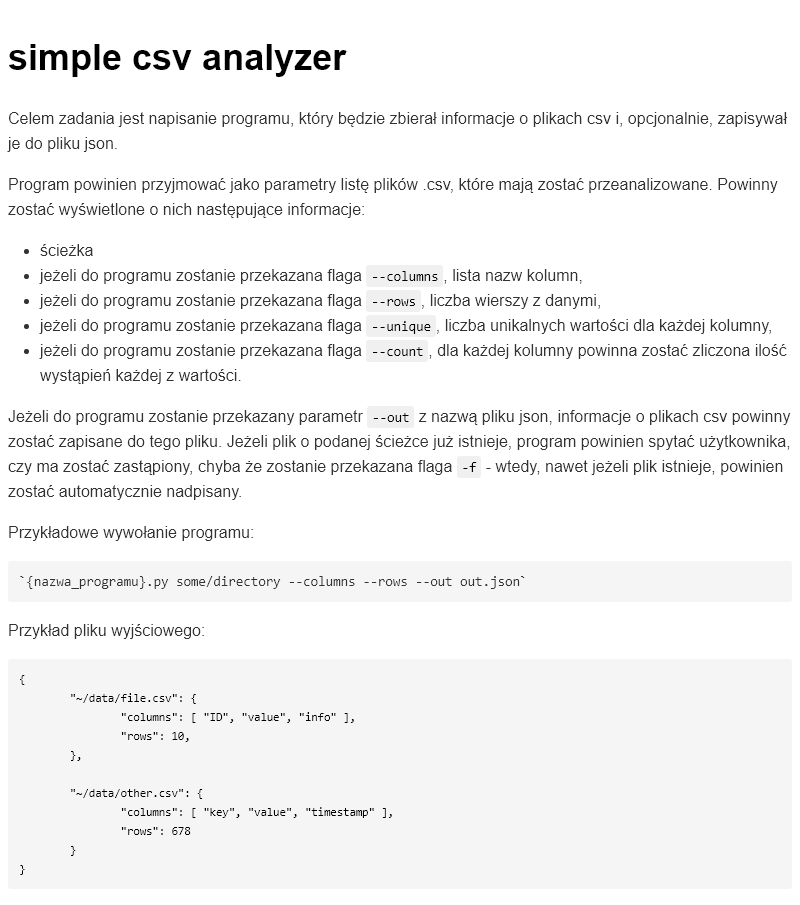 simple csv analyzer
Celem zadania jest napisanie programu, który będzie zbierał informacje o plikach csv i, opcjonalnie, zapisywał
je do pliku json.
Program powinien przyjmować jako parametry listę plików .csv, które mają zostać przeanalizowane. Powinny
zostać wyświetlone o nich następujące informacje:
• ścieżka
• jeżeli do programu zostanie przekazana flaga --columns, lista nazw kolumn,
• jeżeli do programu zostanie przekazana flaga --rows, liczba wierszy z danymi,
• jeżeli do programu zostanie przekazana flaga --unique, liczba unikalnych wartości dla każdej kolumny,
• jeżeli do programu zostanie przekazana flaga --count, dla każdej kolumny powinna zostać zliczona ilość
wystąpień każdej z wartości.
Jeżeli do programu zostanie przekazany parametr --out z nazwą pliku json, informacje o plikach csv powinny
zostać zapisane do tego pliku. Jeżeli plik o podanej ścieżce już istnieje, program powinien spytać użytkownika,
czy ma zostać zastąpiony, chyba że zostanie przekazana flaga -f - wtedy, nawet jeżeli plik istnieje, powinien
zostać automatycznie nadpisany.
Przykładowe wywołanie programu:
`{nazwa_programu}.py some/directory --columns --rows --out out.json`
Przykład pliku wyjściowego:
{
"~/data/file.csv": {
"columns": [ "ID", "value", "info" ],
"rows": 10,
},
"~/data/other.csv": {
"columns": [ "key", "value", "timestamp" ],
"rows": 678
}
}